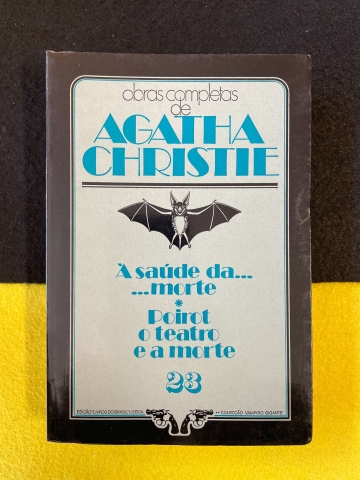 obras completas
de
AGATHA
CHRISTIE
À saúde da...
...morte
*
Poirot
o teatro
e a morte
23
EDIÇÃO "LIVROS DO BRASIL" LISBOA
COLECÇÃO VAMPIRO GIGANTE